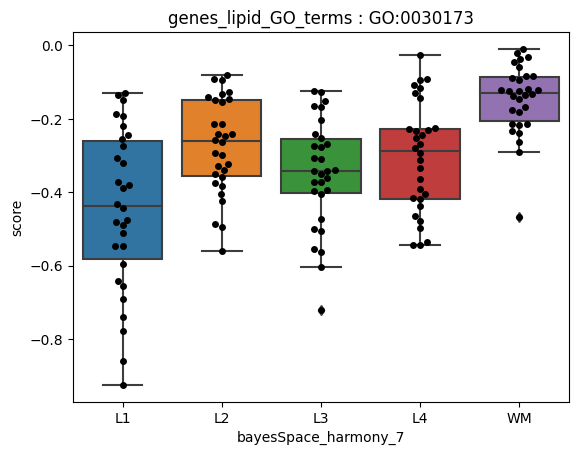 genes_lipid_GO_terms : GO:0030173
0.0
−0.2
−0.4
−0.6
−0.8
score
L1 L2 L3 L4 WM
bayesSpace_harmony_7